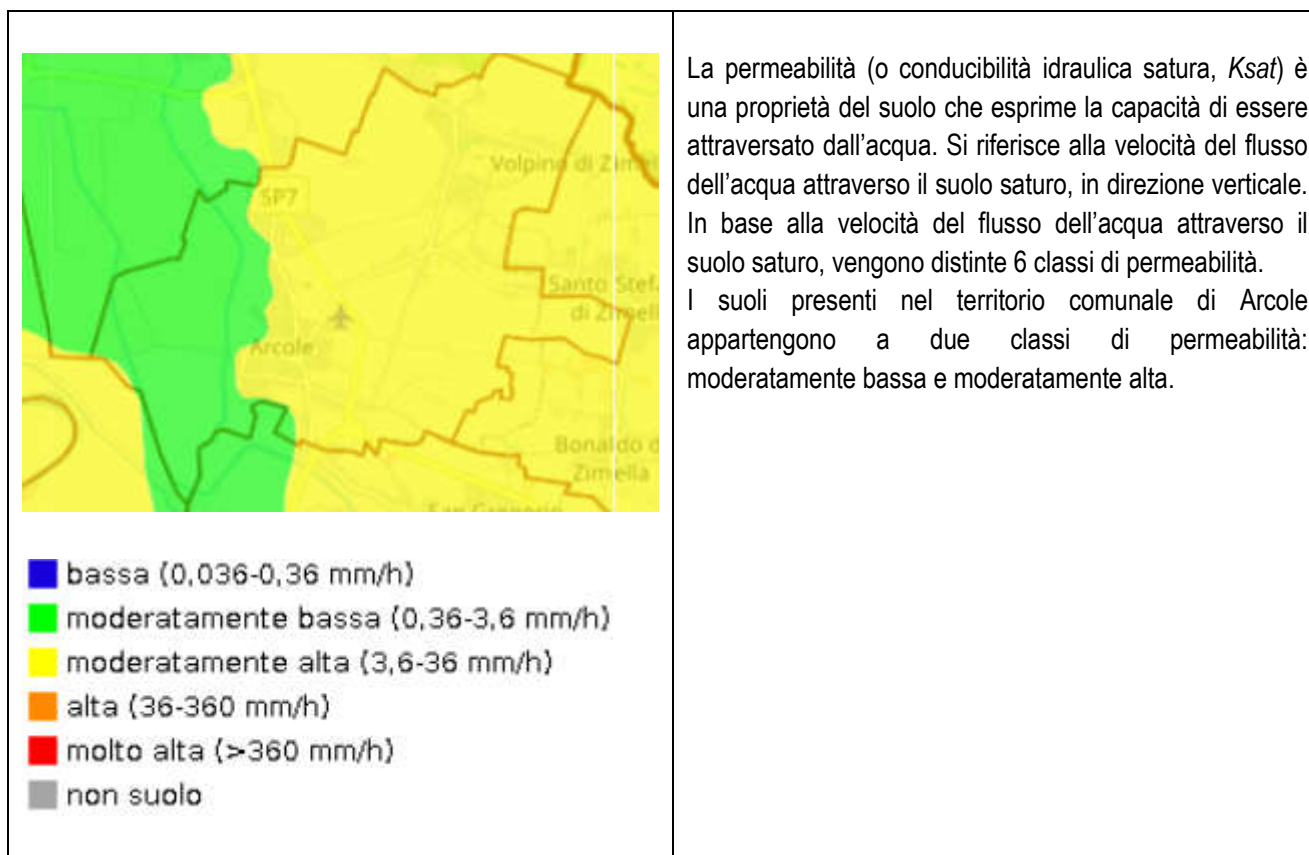 Volpino di Zim
SP7
Santo Stef
di Zimell
Arcole
Bonaldo d
Zimella
San Gregorio
bassa (0,036-0,36 mm/h)
moderatamente bassa (0,36-3,6 mm/h)
moderatamente alta (3,6-36 mm/h)
alta (36-360 mm/h)
molto alta (>360 mm/h)
non suolo
La permeabilità (o conducibilità idraulica satura, Ksat) è
una proprietà del suolo che esprime la capacità di essere
attraversato dall'acqua. Si riferisce alla velocità del flusso
dell'acqua attraverso il suolo saturo, in direzione verticale.
In base alla velocità del flusso dell'acqua attraverso il
suolo saturo, vengono distinte 6 classi di permeabilità.
I suoli presenti nel territorio comunale di Arcole
appartengono a due classi di permeabilità:
moderatamente bassa e moderatamente alta.